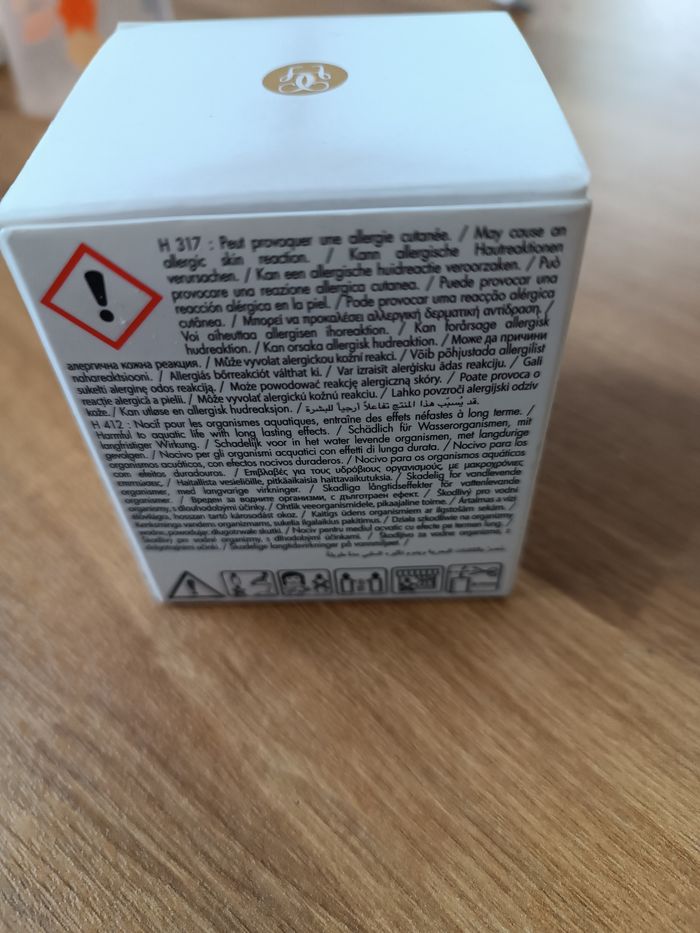 H 317 : Peut provoquer une allergie cutanée. / May cause an
allergic skin reaction. / Kann allergische Hautreaktionen
verursachen. / Kan een allergische huidreactie veroorzaken. / Può
provocare una reazione allergica cutanea. / Puede provocar una
reacción alérgica en la piel. / Pode provocar uma reacção alérgica
cutânea. / Μπορεί να προκαλέσει αλλεργική δερματική αντίδραση. /
Voi aiheuttaa allergisen ihoreaktion. / Kan forårsage allergisk
hudreaktion. / Kan orsaka allergisk hudreaktion. / Може да причини
алергична кожна реакция. / Může vyvolat alergickou kožní reakci. / Võib põhjustada allergilist
nahareaktsiooni. / Allergiás bőrreakciót válthat ki. / Var izraisīt alerģisku ādas reakciju. / Gali
sukelti alerginę odos reakciją. / Może powodować reakcję alergiczną skóry. / Poate provoca o
reacție alergică a pielii. / Môže vyvolať alergickú kožnú reakciu. / Lahko povzroči alergijski odziv
kože. / Kan utløse en allergisk hudreaksjon. / قد يُسبب هذا المنتج تفاعلاً أرجياً للبشرة.
H 412 : Nocif pour les organismes aquatiques, entraîne des effets néfastes à long terme. /
Harmful to aquatic life with long lasting effects. / Schädlich für Wasserorganismen, mit
langfristiger Wirkung. / Schadelijk voor in het water levende organismen, met langdurige
gevolgen. / Nocivo per gli organismi acquatici con effetti di lunga durata. / Nocivo para los
organismos acuáticos, con efectos nocivos duraderos. / Nocivo para os organismos aquáticos
com efeitos duradouros. / Επιβλαβές για τους υδρόβιους οργανισμούς, με μακροχρόνιες
επιπτώσεις. / Haitallista vesieliöille, pitkäaikaisia haittavaikutuksia. / Skadelig for vandlevende
organismer, med langvarige virkninger. / Skadliga långtidseffekter för vattenlevande
organismer. / Вреден за водните организми, с дълготраен ефект. / Škodlivý pro vodní
organismy, s dlouhodobými účinky. / Ohtlik veeorganismidele, pikaajaline toime. / Ártalmas a vízi
élővilágra, hosszan tartó károsodást okoz. / Kaitīgs ūdens organismiem ar ilgstošām sekām. /
Kenksminga vandens organizmams, sukelia ilgalaikius pakitimus. / Działa szkodliwie na organizmy
wodne, powodując długotrwałe skutki. / Nociv pentru mediul acvatic cu efecte pe termen lung. /
Škodlivý pre vodné organizmy, s dlhodobými účinkami. / Škodljivo za vodne organizme, z
dolgotrajnimi učinki. / Skadelige langtidsvirkninger på vannmiljøet. /